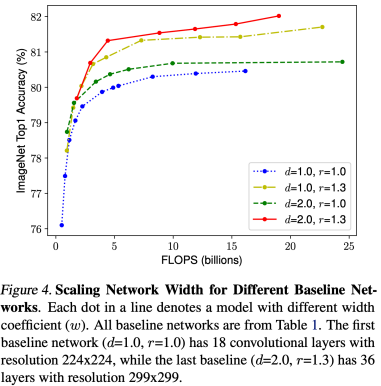 82
81
80
79
78
77
76
ImageNet Top1 Accuracy (%)
d=1.0, r=1.0
d=1.0, r=1.3
d=2.0, r=1.0
d=2.0, r=1.3
0 5 10 15 20 25
FLOPS (billions)
Figure 4. Scaling Network Width for Different Baseline Net-
works. Each dot in a line denotes a model with different width
coefficient (w). All baseline networks are from Table 1. The first
baseline network (d=1.0, r=1.0) has 18 convolutional layers with
resolution 224x224, while the last baseline (d=2.0, r=1.3) has 36
layers with resolution 299x299.